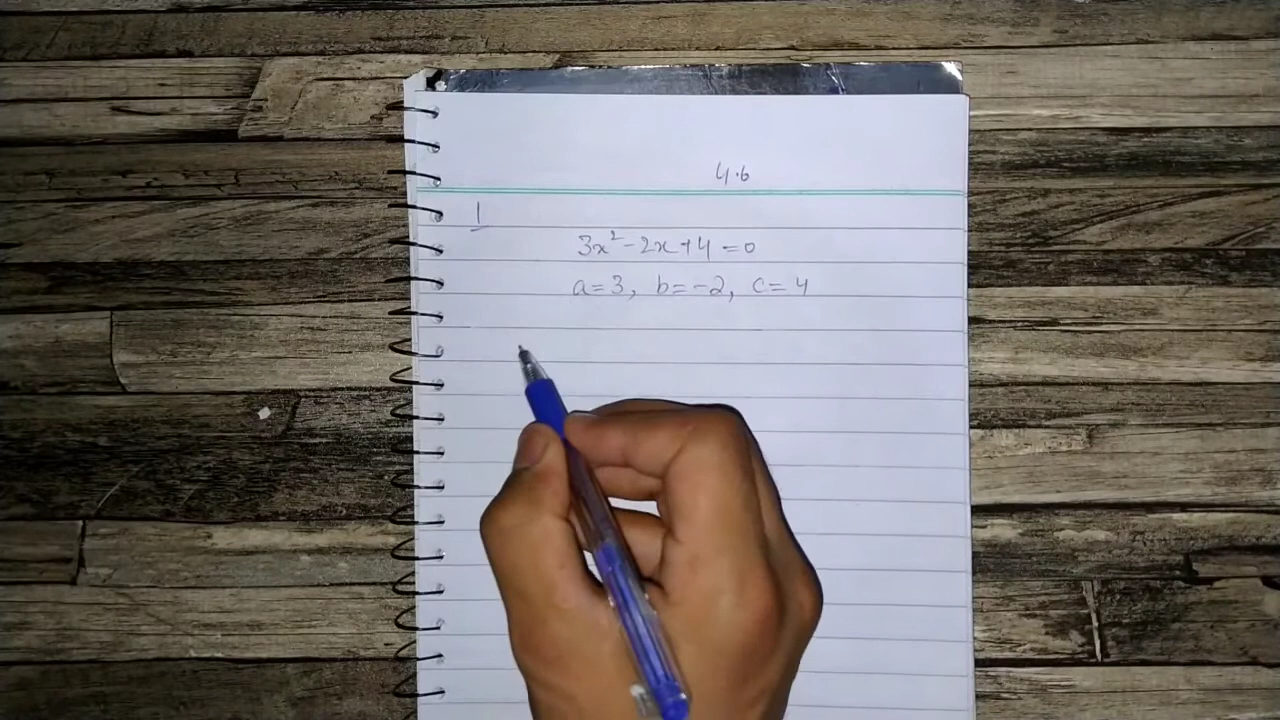 4.6
1
3x² - 2x + 4 = 0
a = 3, b = -2, c = 4